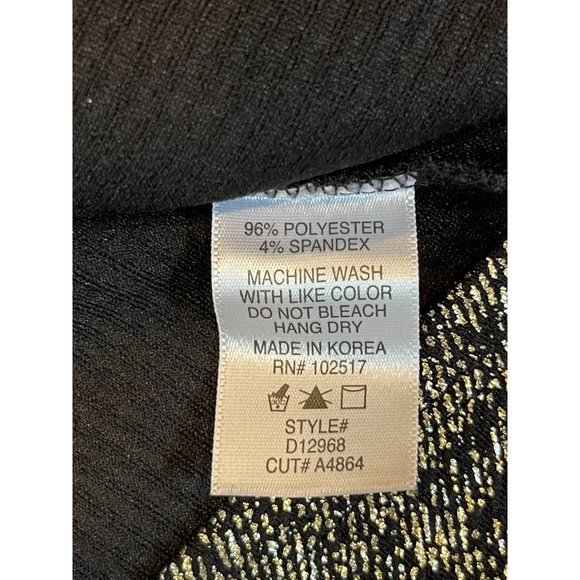 96% POLYESTER
4% SPANDEX
MACHINE WASH
WITH LIKE COLOR
DO NOT BLEACH
HANG DRY
MADE IN KOREA
RN# 102517
STYLE#
D12968
CUT# A4864